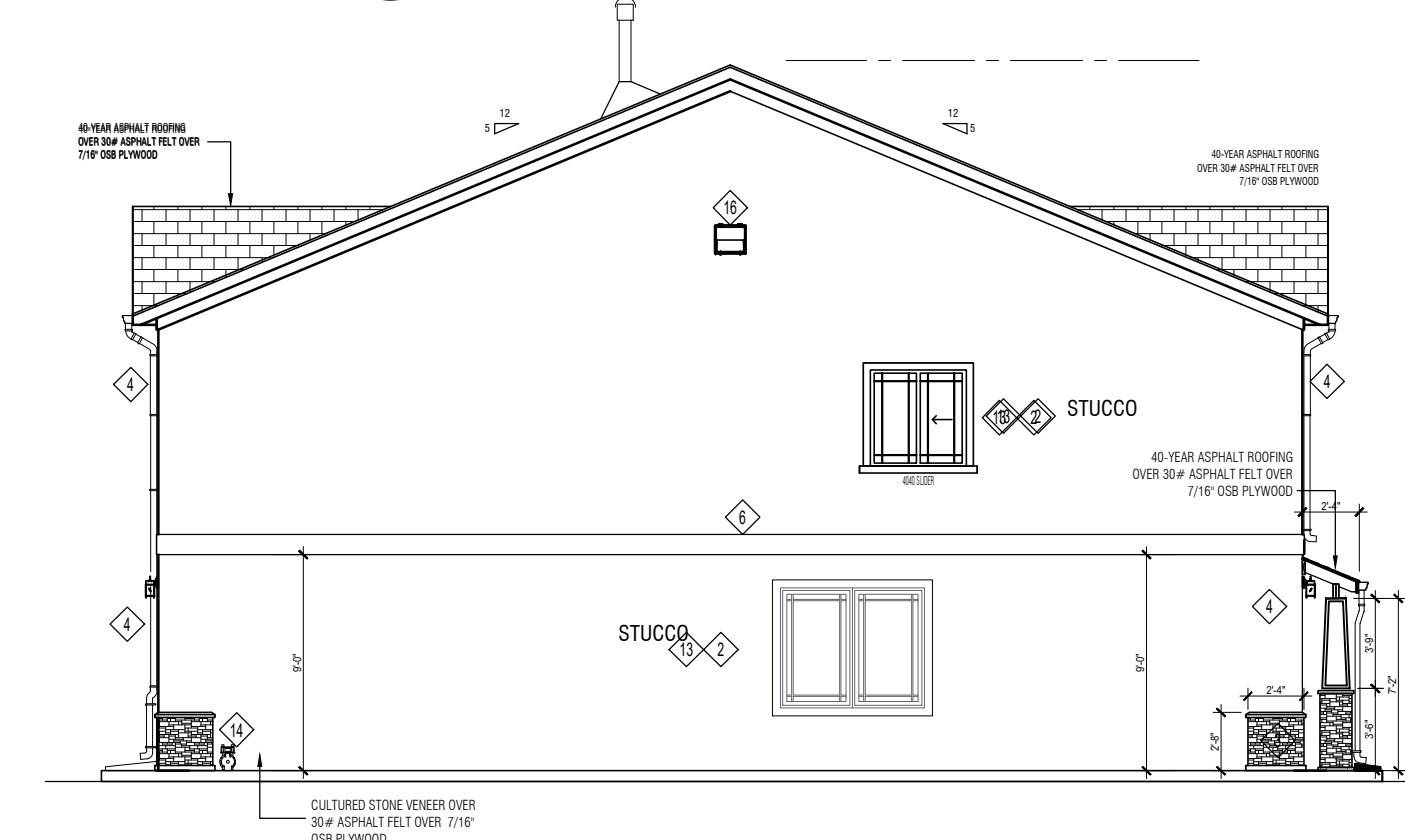 12
5
12
5
40-YEAR ASPHALT ROOFING
OVER 30# ASPHALT FELT OVER
7/16" OSB PLYWOOD
40-YEAR ASPHALT ROOFING
OVER 30# ASPHALT FELT OVER
7/16" OSB PLYWOOD
16
4
4
STUCCO
4040 SLIDER
40-YEAR ASPHALT ROOFING
OVER 30# ASPHALT FELT OVER
7/16" OSB PLYWOOD
2'-4"
6
4
4
STUCCO
13 2
9'-0"
9'-0"
3'-9"
7'-2"
2'-4"
3'-6"
2'-8"
14
CULTURED STONE VENEER OVER
30# ASPHALT FELT OVER 7/16"
OSB PLYWOOD